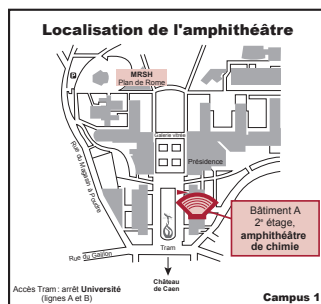 Localisation de l'amphithéâtre
P
MRSH
Plan de Rome
Galerie vitrée
Présidence
Rue du Magasin à Poudre
Bâtiment A
2e étage,
amphithéâtre
de chimie
Tram
Rue du Gaillon
Château
de Caen
Accès Tram : arrêt Université
(lignes A et B)
Campus 1